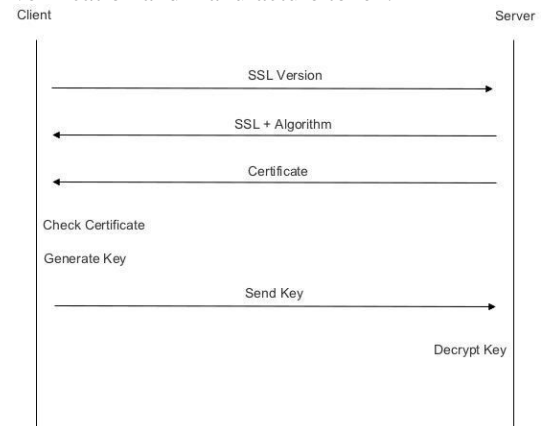 Client
Server
SSL Version
SSL + Algorithm
Certificate
Check Certificate
Generate Key
Send Key
Decrypt Key